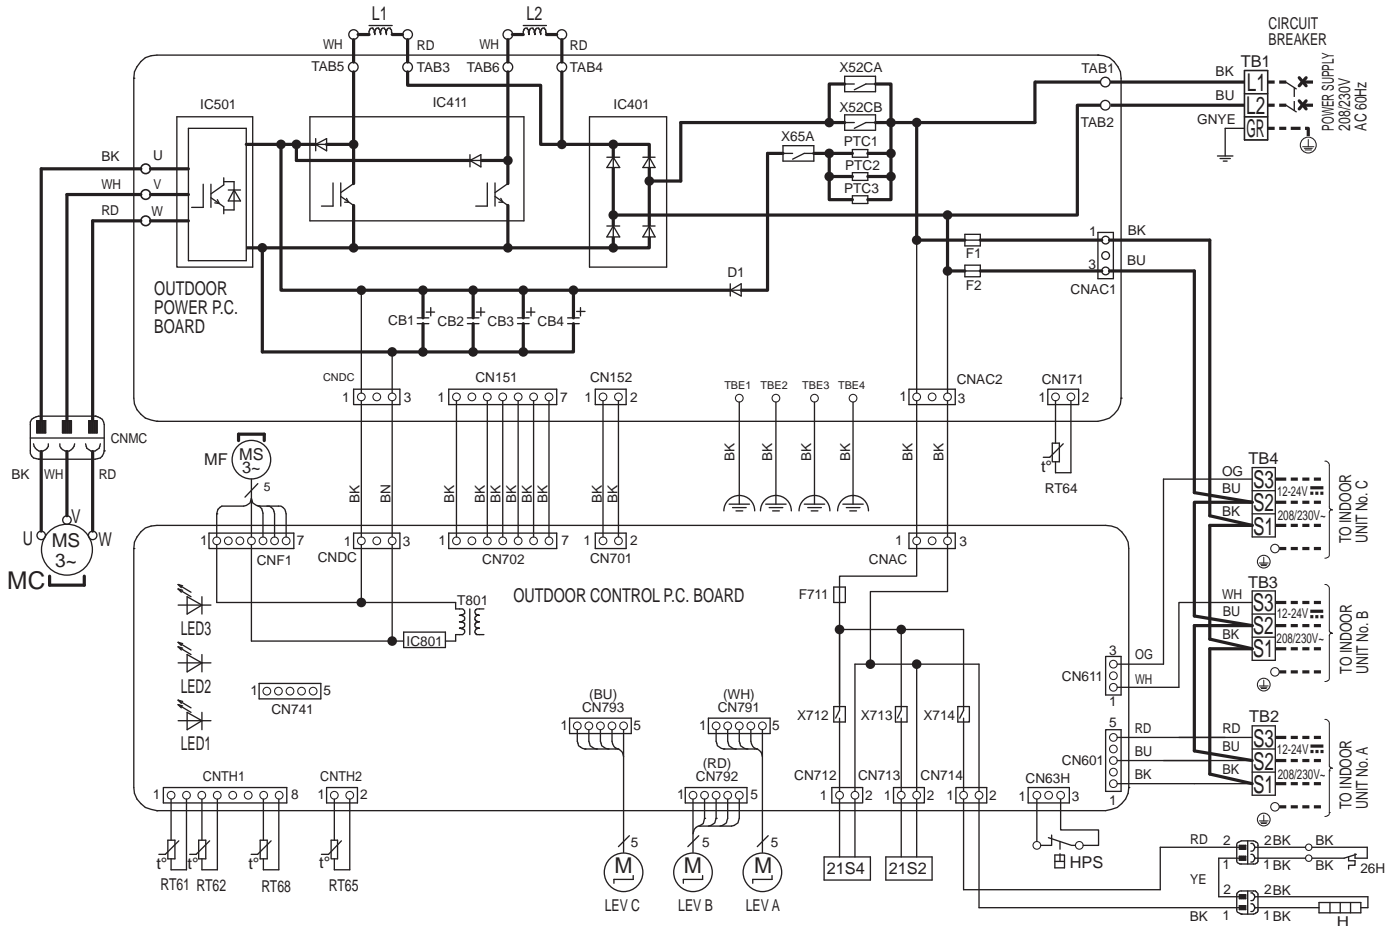 L1 L2
WH RD WH RD
TAB5 TAB3 TAB6 TAB4
CIRCUIT
BREAKER
TB1
TAB1 BK L1
TAB2 BU L2
GNYE GR
POWER SUPPLY
208/230V
AC 60Hz
X52CA
X52CB
X65A
PTC1
PTC2
PTC3
IC501 IC411 IC401
BK U
WH V
RD W
OUTDOOR
POWER P.C.
BOARD
D1
F1
F2
1 BK
3 BU
CNAC1
CB1 + CB2 + CB3 + CB4 +
CNDC
1 3
CN151
1 7
CN152
1 2
TBE1 TBE2 TBE3 TBE4
CNAC2
1 3
CN171
1 2
CNMC
BK WH RD
U V W
MS
3~
MC
MF
MS
3~
5
BK BN
BK BK BK BK BK BK
BK BK
BK BK BK BK
BK BK
t°
RT64
1 7
CNF1
1 3
CNDC
1 7
CN702
1 2
CN701
1 3
CNAC
OUTDOOR CONTROL P.C. BOARD
T801
IC801
F711
LED3
LED2
LED1
1 5
CN741
(BU)
CN793
1 5
(WH)
CN791
1 5
(RD)
CN792
1 5
X712 X713 X714
CN712 CN713 CN714
1 2 1 2 1 2
CN63H
1 3
HPS
3 OG
CN611
WH
1
5 RD
CN601 BU
BK
1
TB4
OG S3
BU S2
BK S1
12-24V
208/230V~
TO INDOOR
UNIT No. C
TB3
WH S3
BU S2
BK S1
12-24V
208/230V~
TO INDOOR
UNIT No. B
TB2
RD S3
BU S2
BK S1
12-24V
208/230V~
TO INDOOR
UNIT No. A
CNTH1
1 8
CNTH2
1 2
t° t° t° t°
RT61 RT62 RT68 RT65
5 5 5
M M M
LEV C LEV B LEV A
21S4 21S2
RD 2 2BK BK
1 1BK BK 26H
YE
2 2BK
BK 1 1BK H